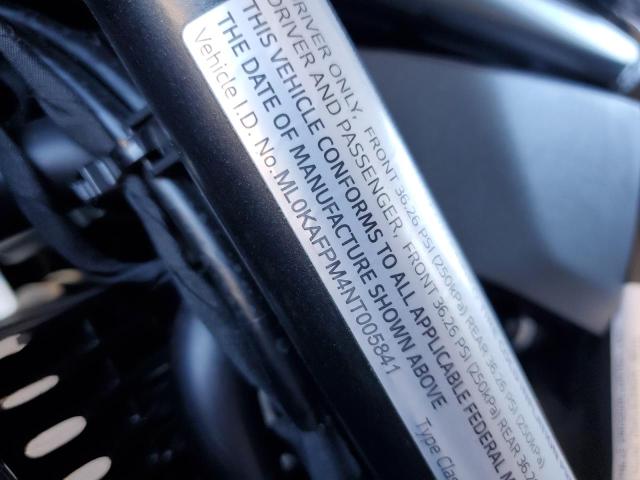 DRIVER ONLY, FRONT 36.26 PSI (250kPa) REAR 36.26 PSI (250kPa)
DRIVER AND PASSENGER, FRONT 36.26 PSI (250kPa) REAR 36.26
THIS VEHICLE CONFORMS TO ALL APPLICABLE FEDERAL M
THE DATE OF MANUFACTURE SHOWN ABOVE
Vehicle I.D. No.ML0KAFPM4NT005841 Type Clas